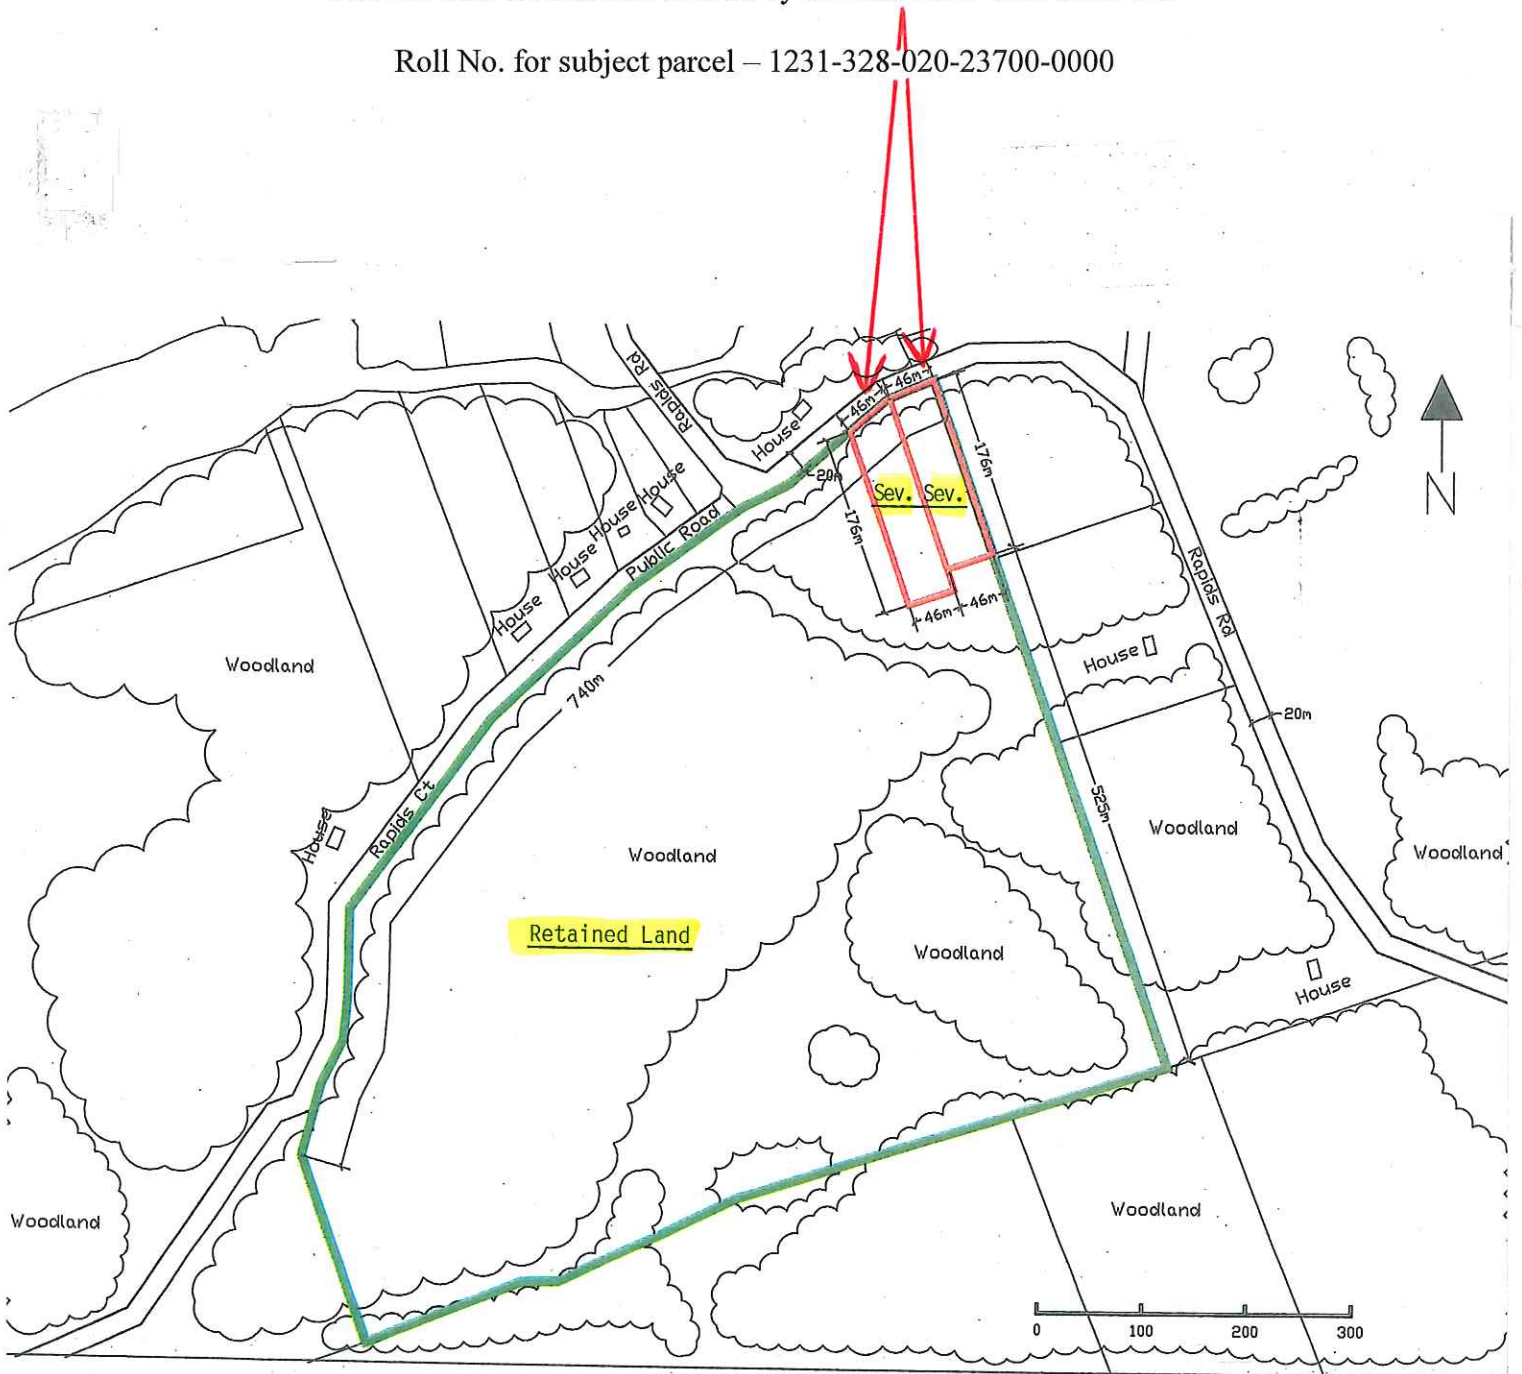 Roll No. for subject parcel – 1231-328-020-23700-0000
Rapids Rd
46m
46m
House
20m
176m
Sev. Sev.
176m
House
House
House
House
Public Road
46m
46m
Rapids Rd
House
Woodland
740m
20m
Rapids Ct
House
525m
Woodland
Woodland
Woodland
Retained Land
Woodland
House
Woodland
Woodland
N
0 100 200 300